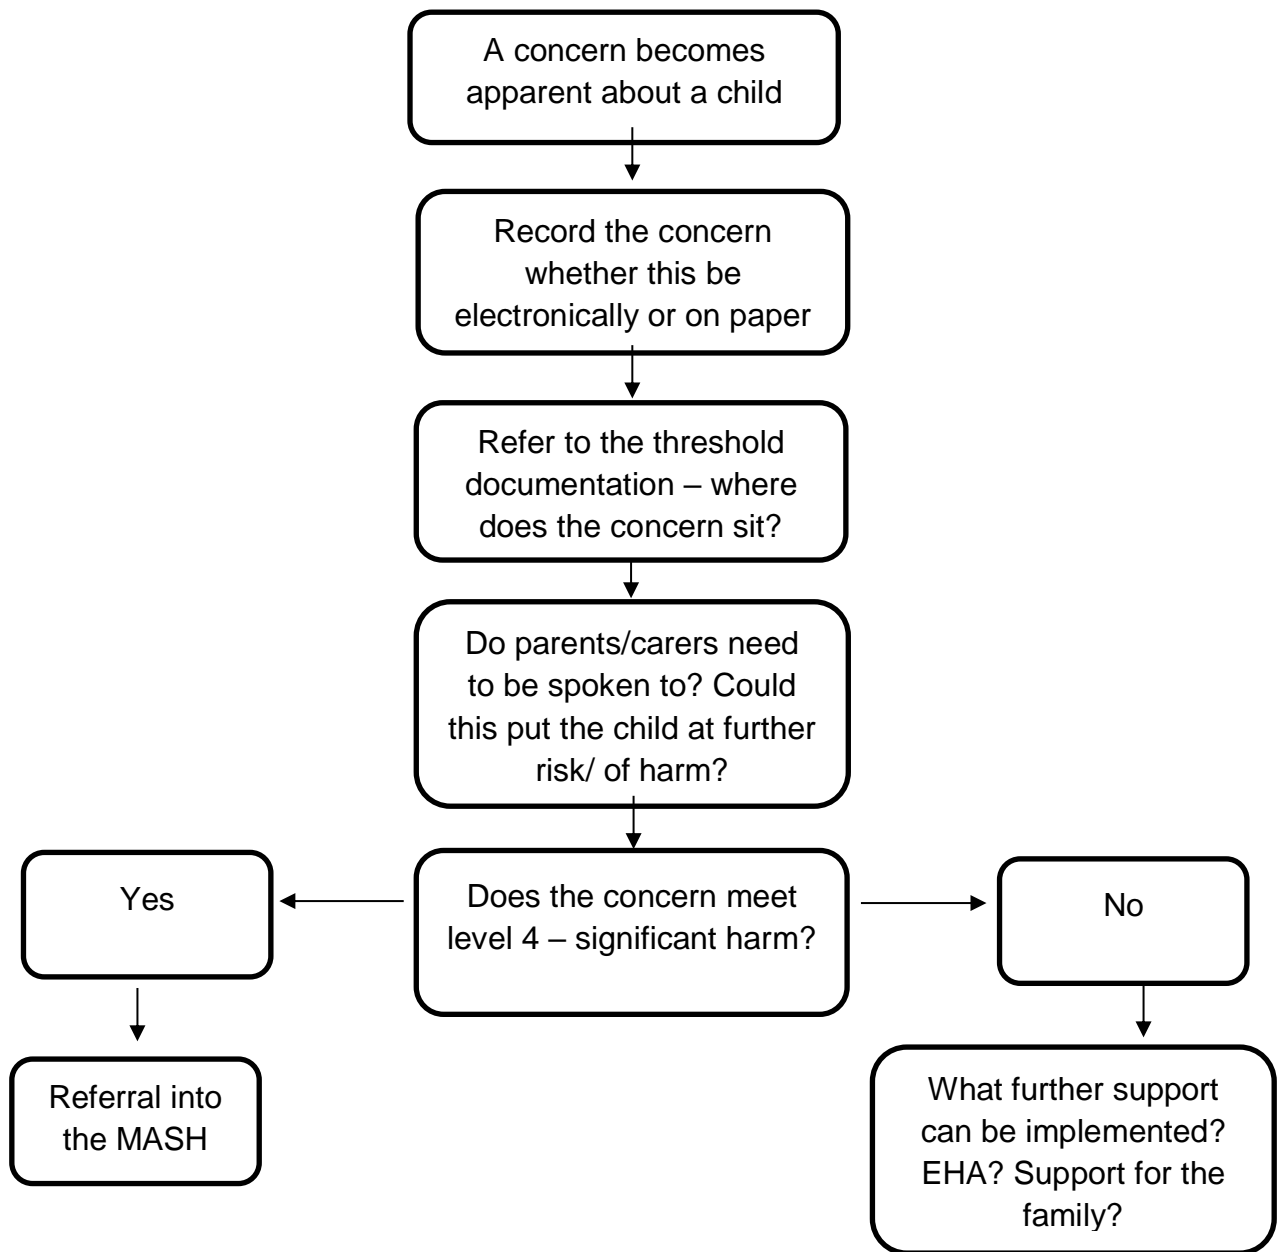 A concern becomes
apparent about a child
Record the concern
whether this be
electronically or on paper
Refer to the threshold
documentation – where
does the concern sit?
Do parents/carers need
to be spoken to? Could
this put the child at further
risk/ of harm?
Does the concern meet
level 4 – significant harm?
Yes
No
Referral into
the MASH
What further support
can be implemented?
EHA? Support for the
family?